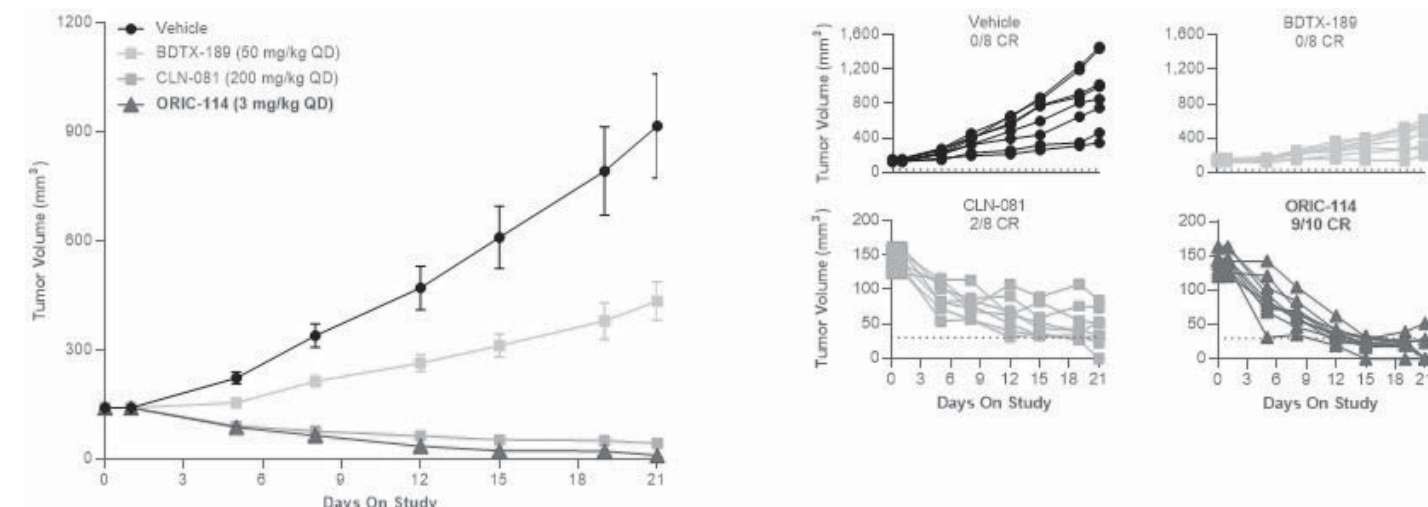 1200
900
600
300
0
Tumor Volume (mm³)
Vehicle
BDTX-189 (50 mg/kg QD)
CLN-081 (200 mg/kg QD)
ORIC-114 (3 mg/kg QD)
0 3 6 9 12 15 18 21
Days On Study
Vehicle
0/8 CR
1,600
1,200
800
400
0
Tumor Volume (mm³)
BDTX-189
0/8 CR
1,600
1,200
800
400
0
CLN-081
2/8 CR
200
150
100
50
0
Tumor Volume (mm³)
0 3 6 9 12 15 18 21
Days On Study
ORIC-114
9/10 CR
200
150
100
50
0
0 3 6 9 12 15 18
Days On Study